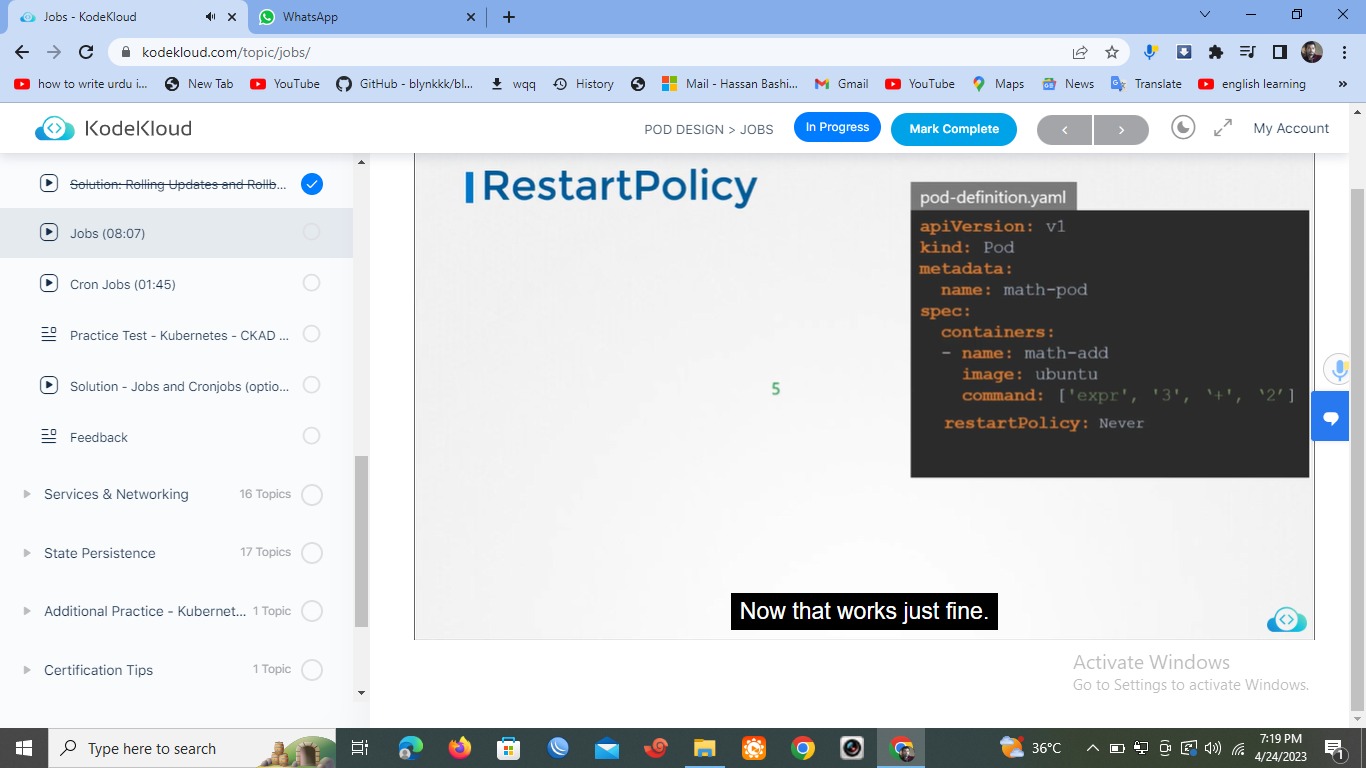 Jobs - KodeKloud
WhatsApp
kodekloud.com/topic/jobs/
how to write urdu i...
New Tab
YouTube
GitHub - blynkkk/bl...
wqq
History
Mail - Hassan Bashi...
Gmail
YouTube
Maps
News
Translate
english learning
»
KodeKloud
POD DESIGN > JOBS
In Progress
Mark Complete
My Account
Solution: Rolling Updates and Rollb...
Jobs (08:07)
Cron Jobs (01:45)
Practice Test - Kubernetes - CKAD ...
Solution - Jobs and Cronjobs (optio...
Feedback
Services & Networking 16 Topics
State Persistence 17 Topics
Additional Practice - Kubernet... 1 Topic
Certification Tips 1 Topic
RestartPolicy
pod-definition.yaml
apiVersion: v1
kind: Pod
metadata:
name: math-pod
spec:
containers:
- name: math-add
image: ubuntu
command: ['expr', '3', ‘+’, ‘2’]
restartPolicy: Never
5
Now that works just fine.
Activate Windows
Go to Settings to activate Windows.
Type here to search
36°C
7:19 PM
4/24/2023
1